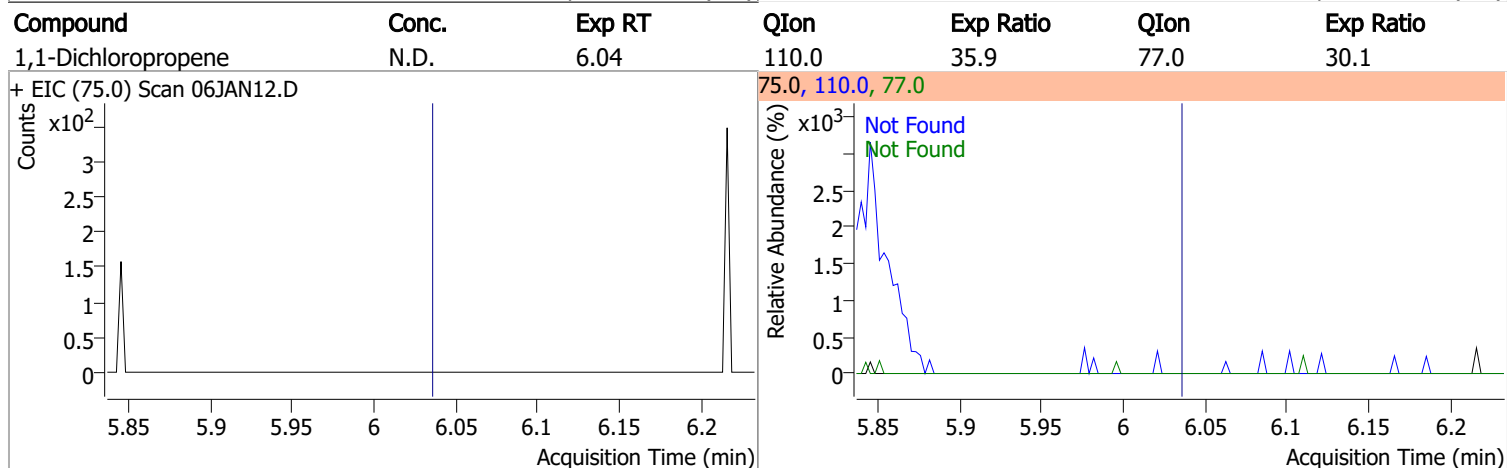 Compound Conc. Exp RT QIon Exp Ratio QIon Exp Ratio
1,1-Dichloropropene N.D. 6.04 110.0 35.9 77.0 30.1
+ EIC (75.0) Scan 06JAN12.D
Counts
x10²
3
2.5
2
1.5
1
0.5
0
5.85 5.9 5.95 6 6.05 6.1 6.15 6.2
Acquisition Time (min)
75.0, 110.0, 77.0
Relative Abundance (%)
x10³
Not Found
Not Found
2.5
2
1.5
1
0.5
0
5.85 5.9 5.95 6 6.05 6.1 6.15 6.2
Acquisition Time (min)